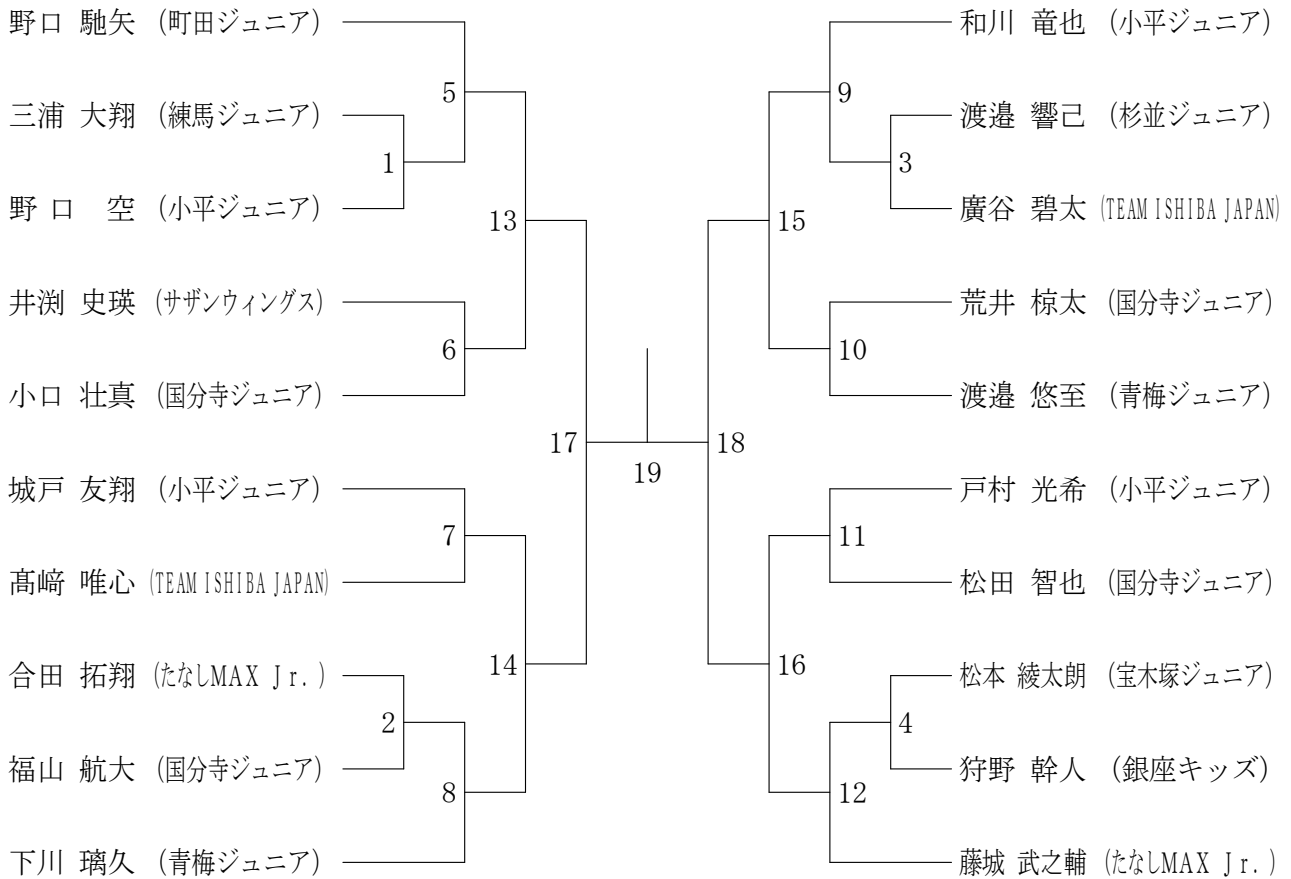 野口 馳矢 (町田ジュニア)
三浦 大翔 (練馬ジュニア)
野口 空 (小平ジュニア)
井渕 史瑛 (サザンウィングス)
小口 壮真 (国分寺ジュニア)
城戸 友翔 (小平ジュニア)
髙﨑 唯心 (TEAM ISHIBA JAPAN)
合田 拓翔 (たなしMAX Jr.)
福山 航大 (国分寺ジュニア)
下川 璃久 (青梅ジュニア)
5
1
13
6
17
7
14
2
8
19
9
3
15
10
18
11
16
4
12
和川 竜也 (小平ジュニア)
渡邉 響己 (杉並ジュニア)
廣谷 碧太 (TEAM ISHIBA JAPAN)
荒井 椋太 (国分寺ジュニア)
渡邉 悠至 (青梅ジュニア)
戸村 光希 (小平ジュニア)
松田 智也 (国分寺ジュニア)
松本 綾太朗 (宝木塚ジュニア)
狩野 幹人 (銀座キッズ)
藤城 武之輔 (たなしMAX Jr.)